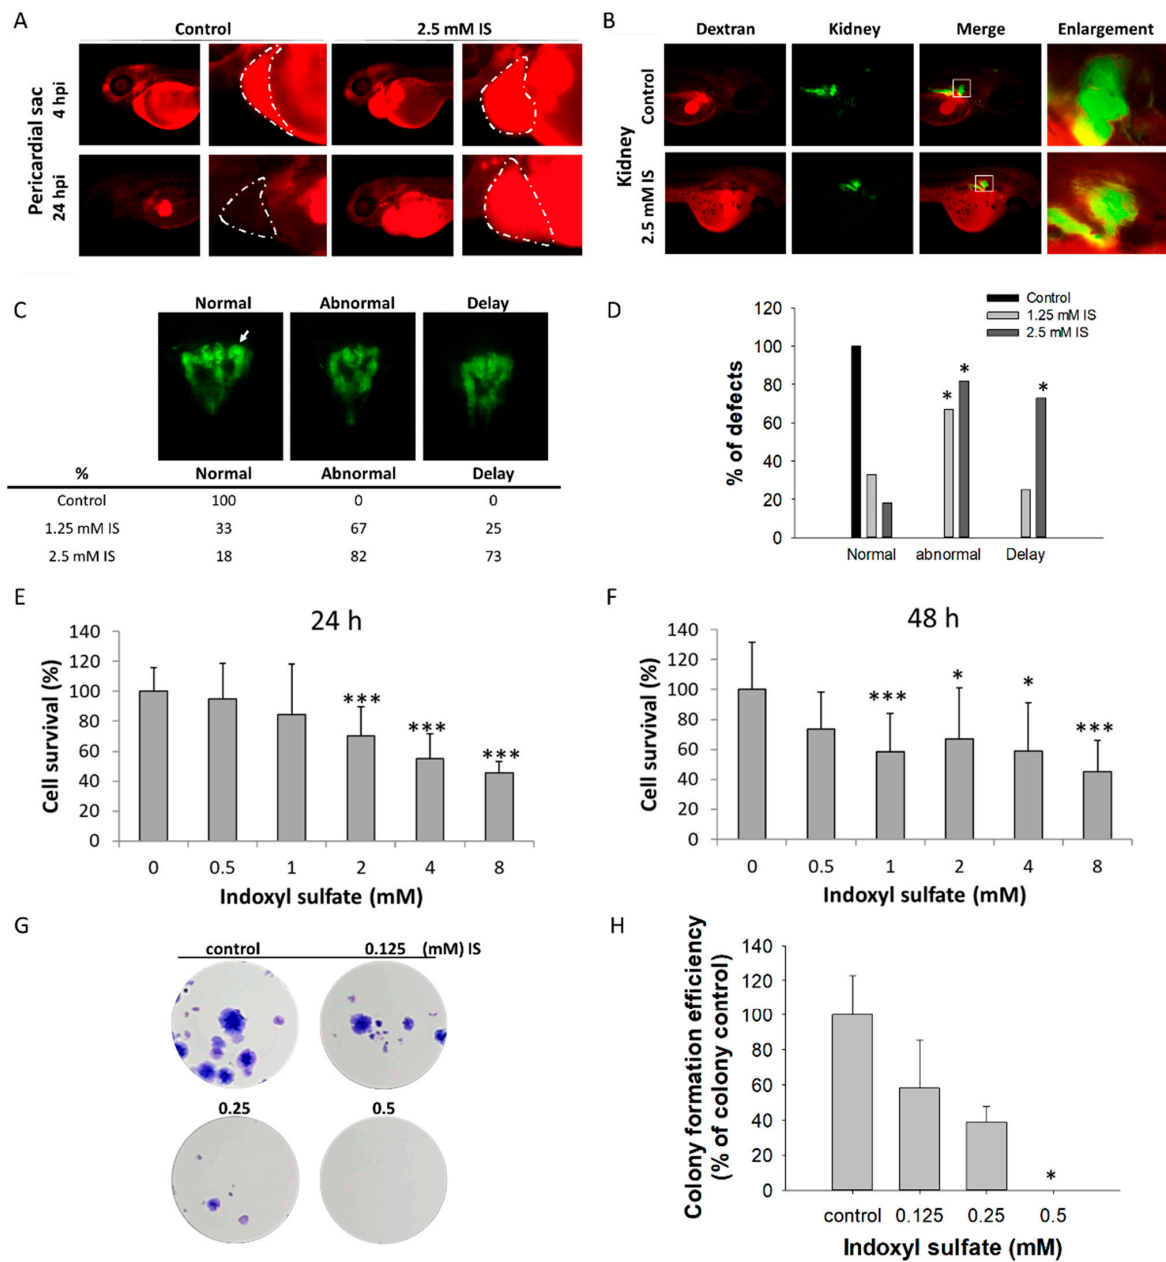 A
Control
2.5 mM IS
Pericardial sac
4 hpi
24 hpi
B
Dextran
Kidney
Merge
Enlargement
Kidney
Control
2.5 mM IS
C
Normal
Abnormal
Delay
% Normal Abnormal Delay
Control 100 0 0
1.25 mM IS 33 67 25
2.5 mM IS 18 82 73
D
Control
1.25 mM IS
2.5 mM IS
% of defects
120
100
80
60
40
20
0
*
*
*
Normal abnormal Delay
E
24 h
Cell survival (%)
140
120
100
80
60
40
20
0
***
***
***
0 0.5 1 2 4 8
Indoxyl sulfate (mM)
F
48 h
Cell survival (%)
140
120
100
80
60
40
20
0
***
*
*
***
0 0.5 1 2 4 8
Indoxyl sulfate (mM)
G
control 0.125 (mM) IS
0.25 0.5
H
Colony formation efficiency
(% of colony control)
140
120
100
80
60
40
20
0
*
control 0.125 0.25 0.5
Indoxyl sulfate (mM)